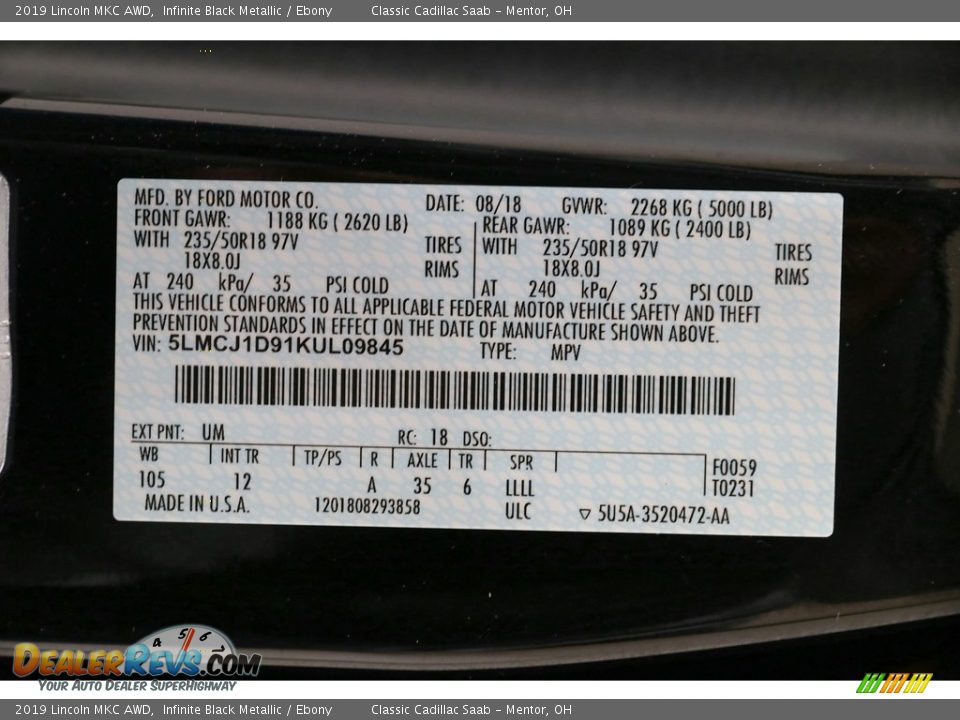 2019 Lincoln MKC AWD, Infinite Black Metallic / Ebony Classic Cadillac Saab - Mentor, OH
MFD. BY FORD MOTOR CO. DATE: 08/18 GVWR: 2268 KG ( 5000 LB)
FRONT GAWR: 1188 KG ( 2620 LB) REAR GAWR: 1089 KG ( 2400 LB)
WITH 235/50R18 97V TIRES WITH 235/50R18 97V TIRES
18X8.0J RIMS 18X8.0J RIMS
AT 240 kPa/ 35 PSI COLD AT 240 kPa/ 35 PSI COLD
THIS VEHICLE CONFORMS TO ALL APPLICABLE FEDERAL MOTOR VEHICLE SAFETY AND THEFT
PREVENTION STANDARDS IN EFFECT ON THE DATE OF MANUFACTURE SHOWN ABOVE.
VIN: 5LMCJ1D91KUL09845 TYPE: MPV
EXT PNT: UM RC: 18 DSO:
WB INT TR TP/PS R AXLE TR SPR F0059
105 12 A 35 6 LLLL T0231
MADE IN U.S.A. 1201808293858 ULC ▽ 5U5A-3520472-AA
4 5 6
DEALERREVS.COM
YOUR AUTO DEALER SUPERHIGHWAY
2019 Lincoln MKC AWD, Infinite Black Metallic / Ebony Classic Cadillac Saab - Mentor, OH